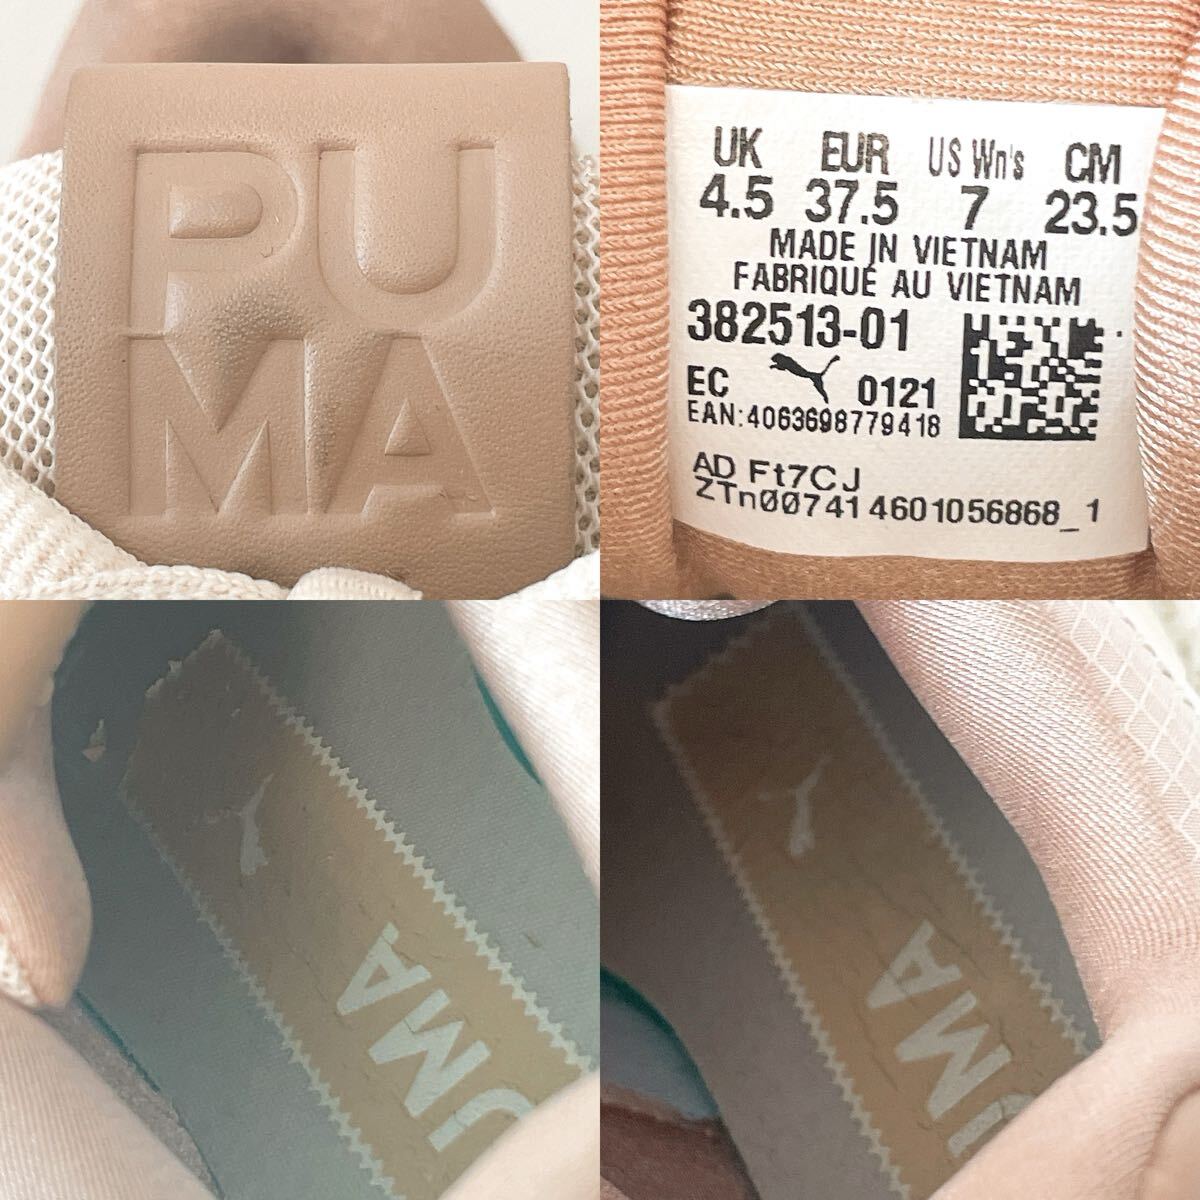 PU
MA
UK EUR US Wn's CM
4.5 37.5 7 23.5
MADE IN VIETNAM
FABRIQUÉ AU VIETNAM
382513-01
EC 0121
EAN:4063698779418
AD Ft7CJ
ZTn00741 4601056868_1
UMA
UMA